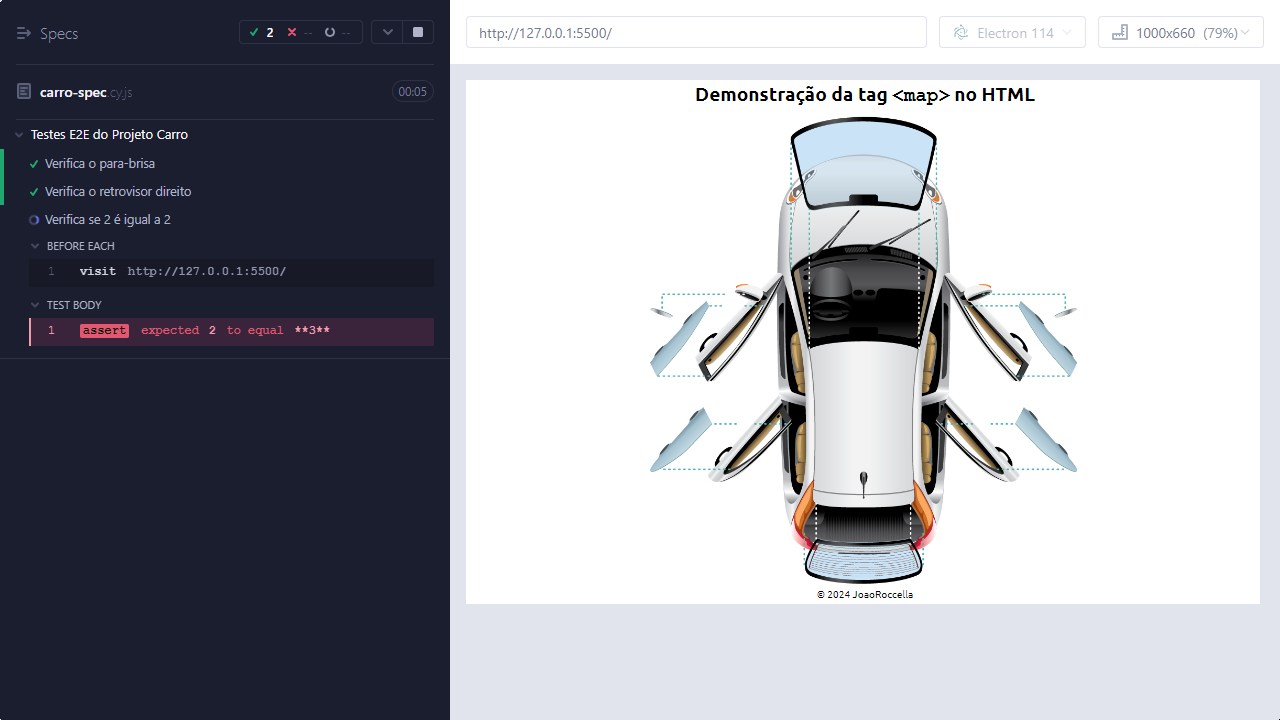 Specs
2 -- --
carro-spec.cy.js 00:05
Testes E2E do Projeto Carro
Verifica o para-brisa
Verifica o retrovisor direito
Verifica se 2 é igual a 2
BEFORE EACH
1 visit http://127.0.0.1:5500/
TEST BODY
1 assert expected 2 to equal **3**
http://127.0.0.1:5500/
Electron 114
1000x660 (79%)
Demonstração da tag <map> no HTML
© 2024 JoaoRoccella